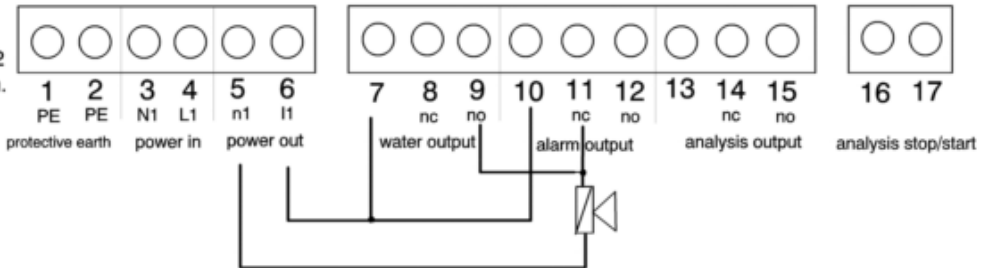 2
1 2 3 4 5 6 7 8 9 10 11 12 13 14 15 16 17
PE PE N1 L1 n1 l1 nc no nc no nc no
protective earth power in power out water output alarm output analysis output analysis stop/start